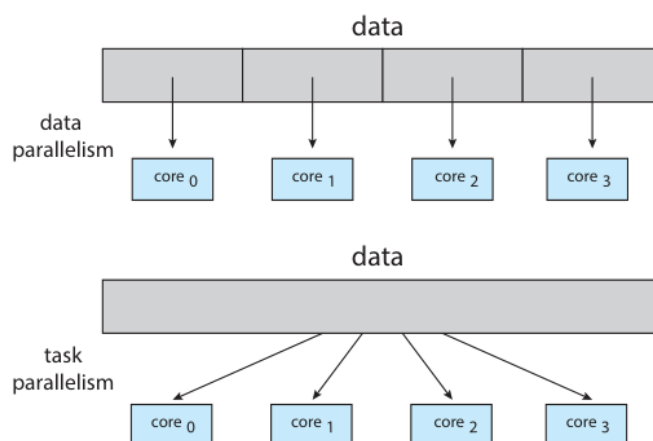 data
data
parallelism
core 0
core 1
core 2
core 3
data
task
parallelism
core 0
core 1
core 2
core 3